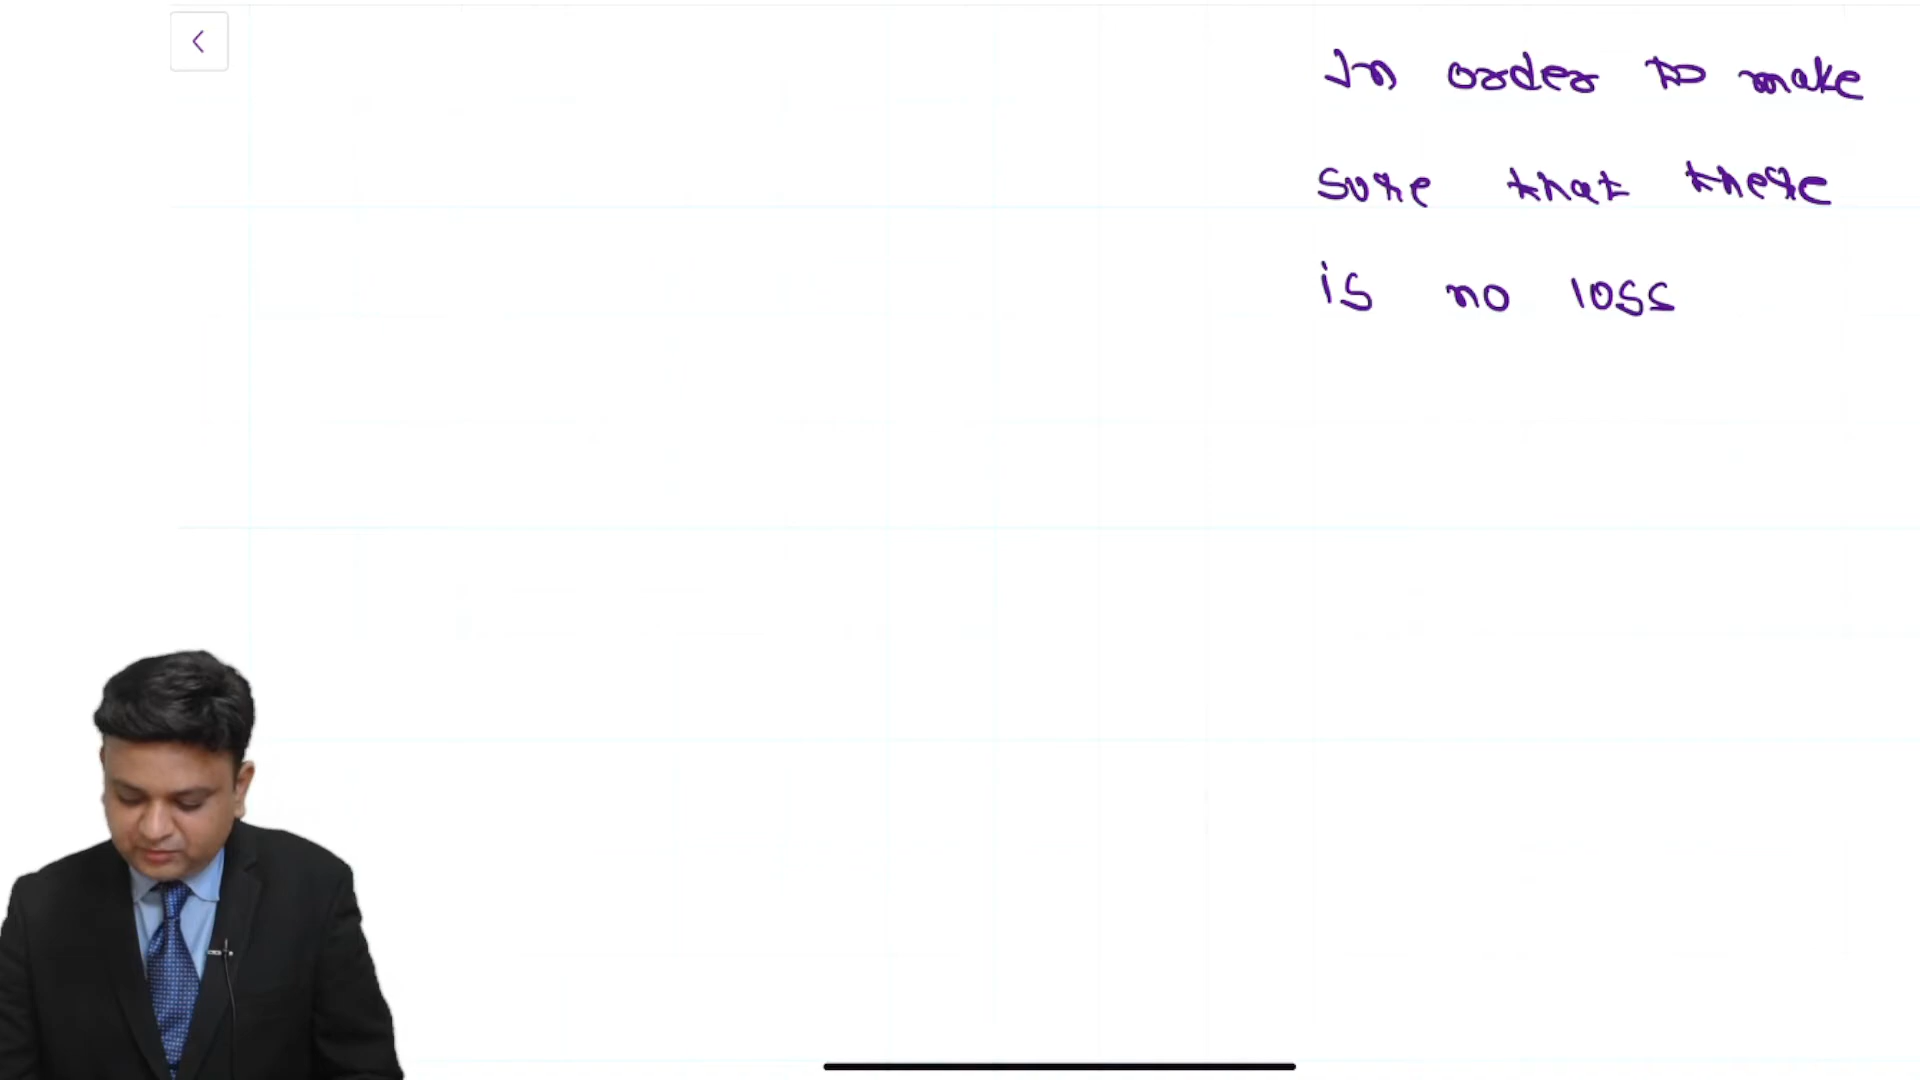 In order to make
sure that there
is no loss